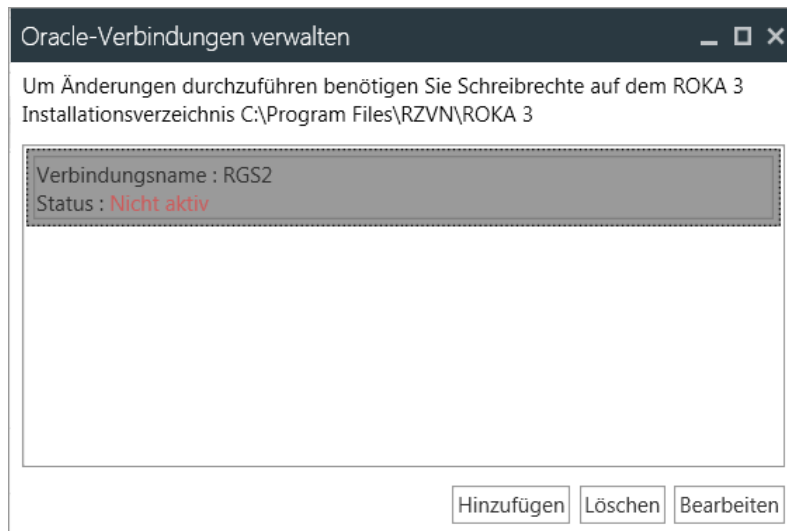 Oracle-Verbindungen verwalten
Um Änderungen durchzuführen benötigen Sie Schreibrechte auf dem ROKA 3
Installationsverzeichnis C:\Program Files\RZVN\ROKA 3
Verbindungsname : RGS2
Status : Nicht aktiv
Hinzufügen Löschen Bearbeiten